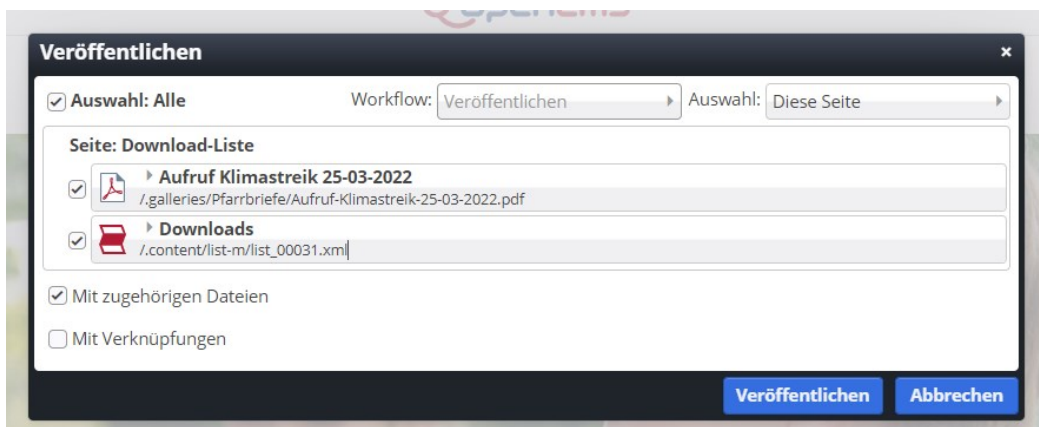 Veröffentlichen ×
Auswahl: Alle Workflow: Veröffentlichen Auswahl: Diese Seite
Seite: Download-Liste
Aufruf Klimastreik 25-03-2022
/.galleries/Pfarrbriefe/Aufruf-Klimastreik-25-03-2022.pdf
Downloads
/.content/list-m/list_00031.xml
Mit zugehörigen Dateien
Mit Verknüpfungen
Veröffentlichen Abbrechen